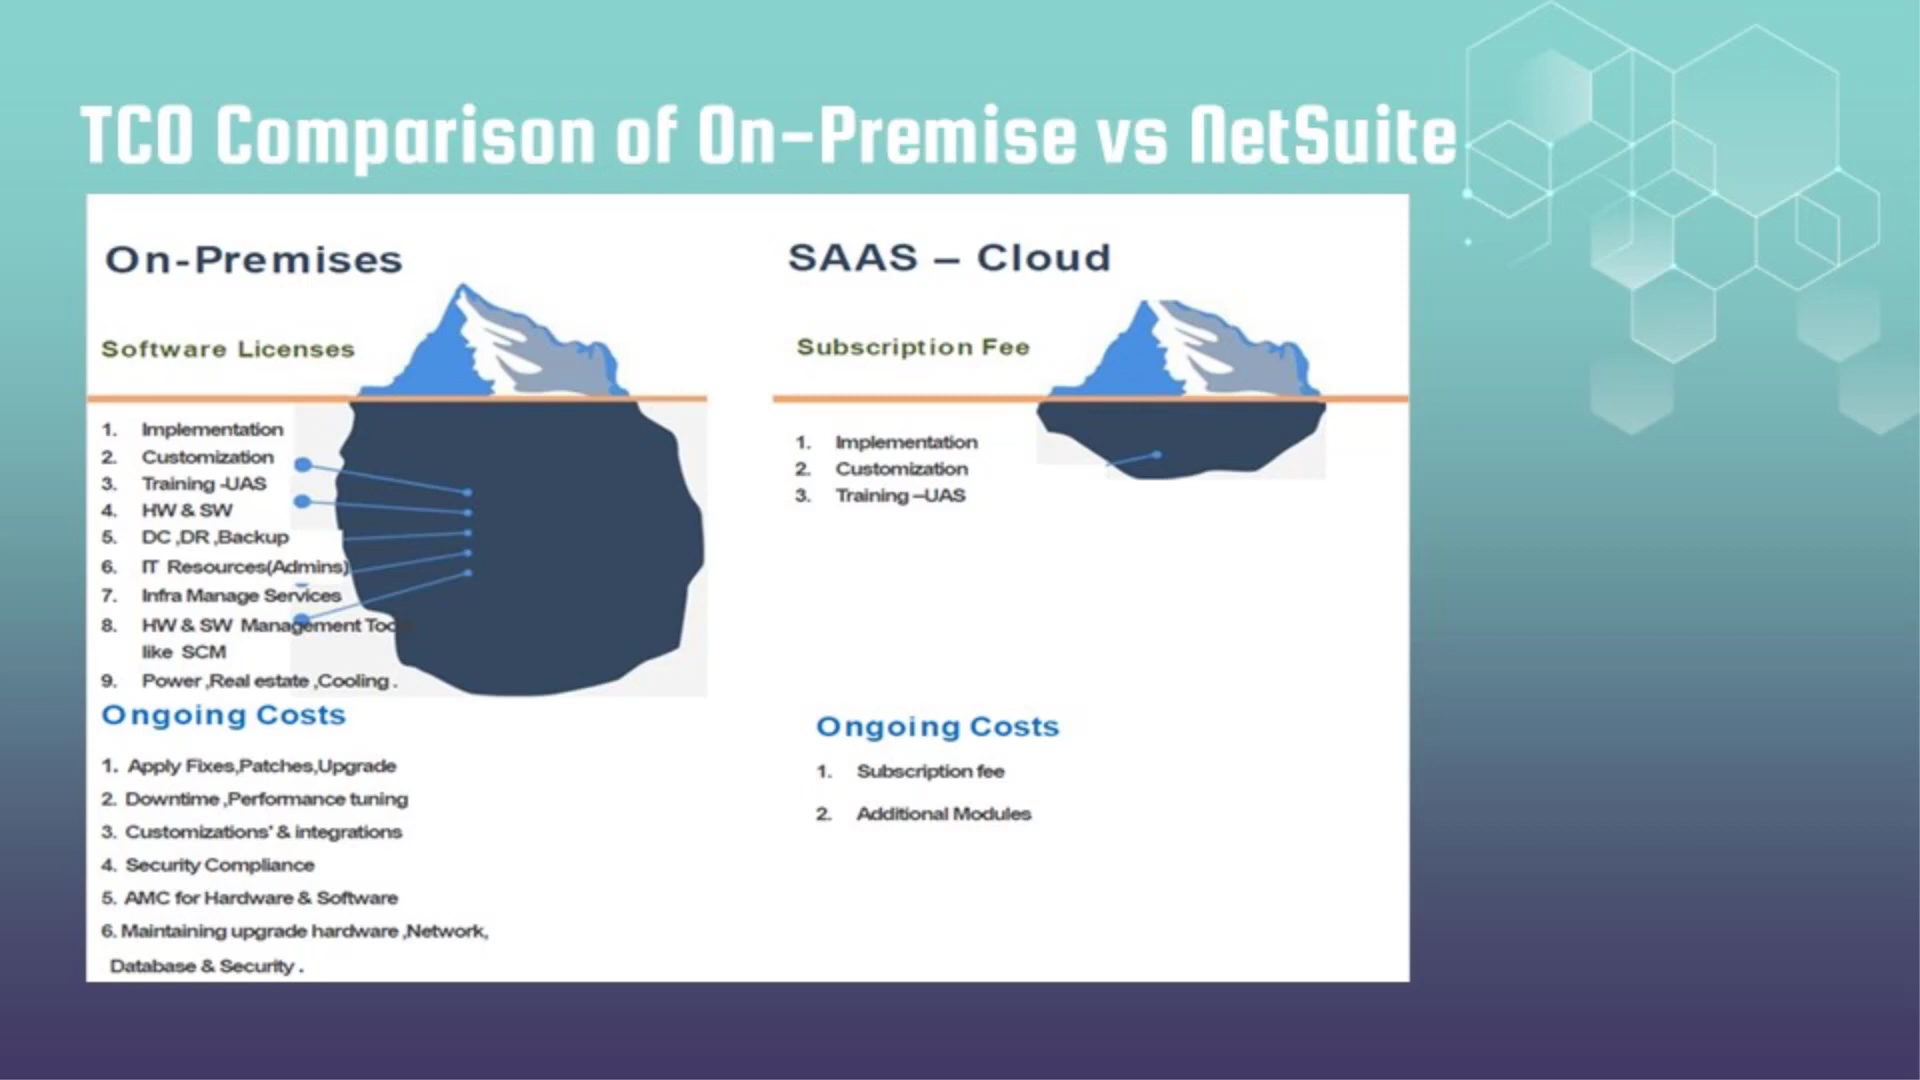 TCO Comparison of On-Premise vs NetSuite
On-Premises
Software Licenses
1. Implementation
2. Customization
3. Training -UAS
4. HW & SW
5. DC ,DR ,Backup
6. IT Resources(Admins)
7. Infra Manage Services
8. HW & SW Management Too
like SCM
9. Power ,Real estate ,Cooling .
Ongoing Costs
1. Apply Fixes,Patches,Upgrade
2. Downtime ,Performance tuning
3. Customizations' & integrations
4. Security Compliance
5. AMC for Hardware & Software
6. Maintaining upgrade hardware ,Network,
Database & Security .
SAAS – Cloud
Subscription Fee
1. Implementation
2. Customization
3. Training –UAS
Ongoing Costs
1. Subscription fee
2. Additional Modules